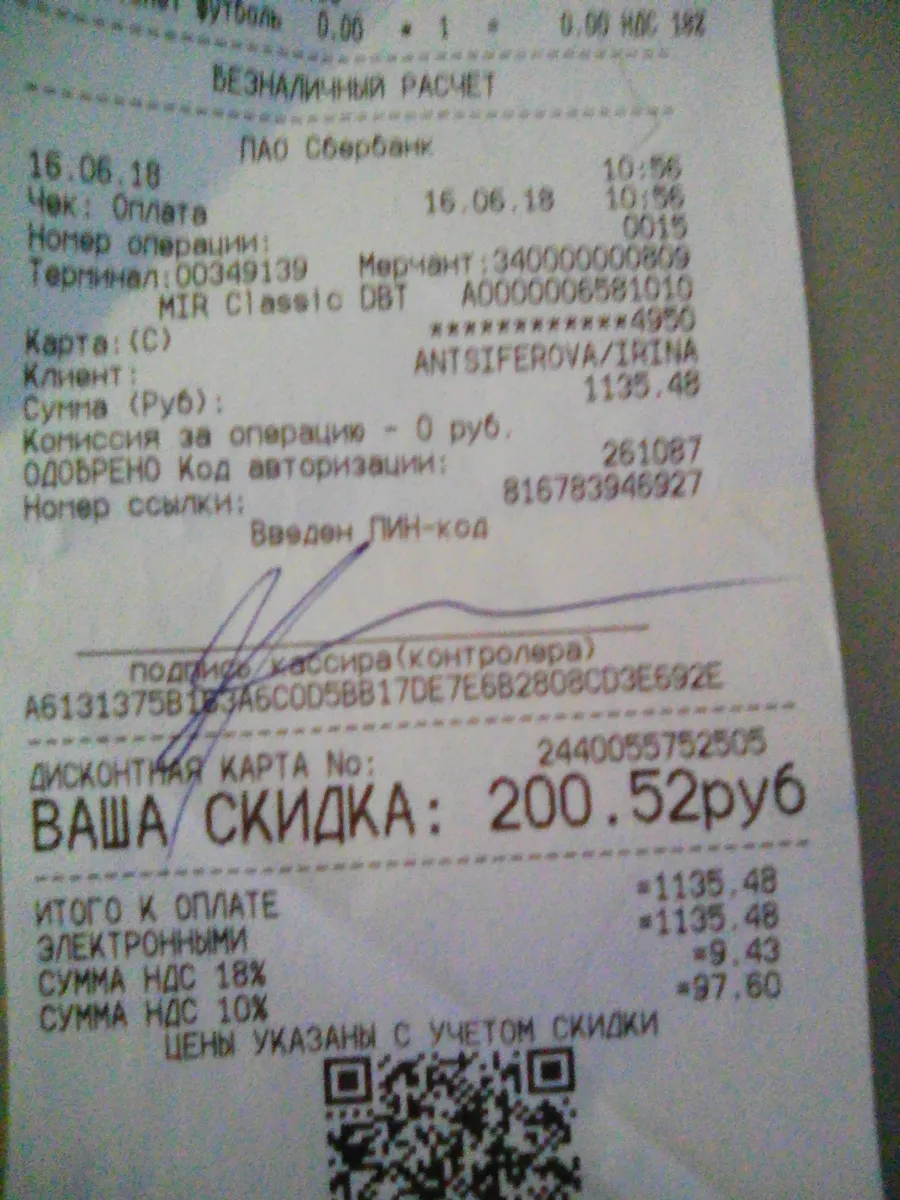 футболь 0.00 * 1 = 0.00 НДС 18%
БЕЗНАЛИЧНЫЙ РАСЧЕТ
ПАО Сбербанк
16.06.18 10:56
Чек: Оплата 16.06.18 10:56
Номер операции: 0015
Терминал:00349139 Мерчант:340000000809
MIR Classic DBT A0000006581010
Карта:(C) ************4950
Клиент: ANTSIFEROVA/IRINA
Сумма (Руб): 1135.48
Комиссия за операцию - 0 руб.
ОДОБРЕНО Код авторизации: 261087
Номер ссылки: 816783946927
Введен ПИН-код
подпись кассира(контролера)
A6131375B1B3A6C0D5BB17DE7E6B2808CD3E692E
ДИСКОНТНАЯ КАРТА No: 2440055752505
ВАША СКИДКА: 200.52руб
ИТОГО К ОПЛАТЕ =1135.48
ЭЛЕКТРОННЫМИ =1135.48
СУММА НДС 18% =9.43
СУММА НДС 10% =97.60
ЦЕНЫ УКАЗАНЫ С УЧЕТОМ СКИДКИ